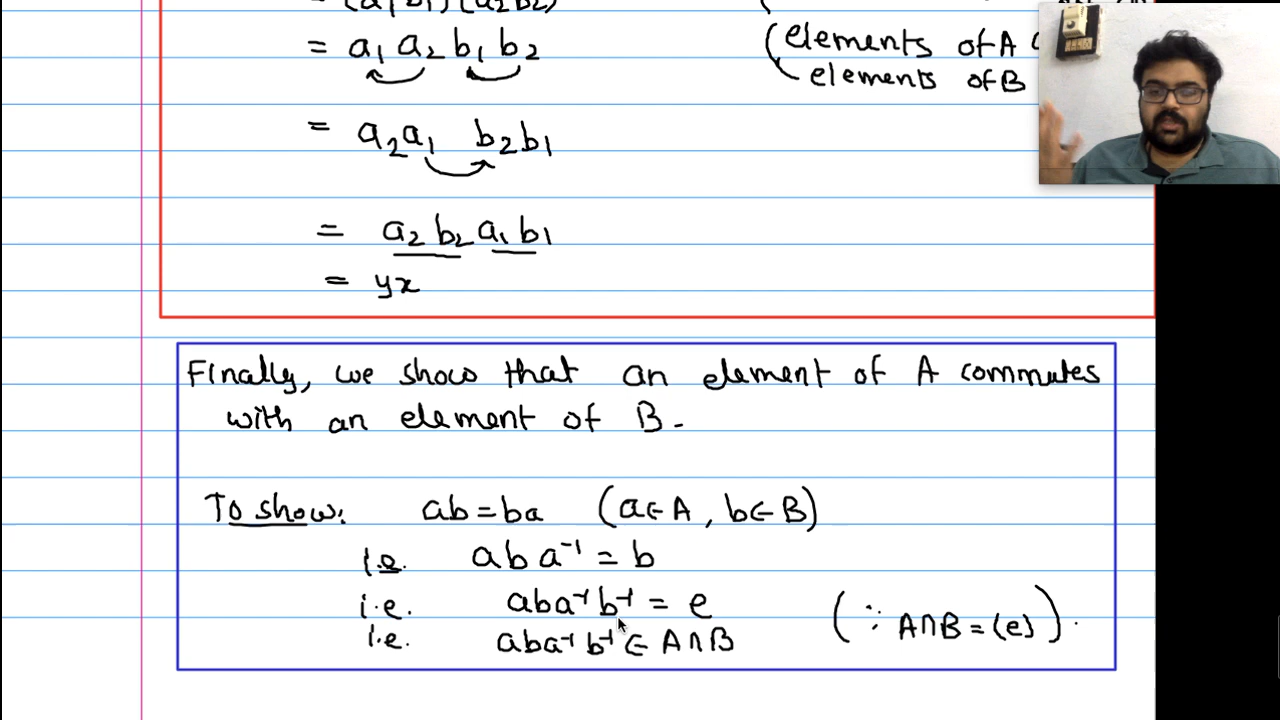 = (a1b1)(a2b2)
= a1 a2 b1 b2
(elements of A
elements of B
= a2a1 b2b1
= a2 b2 a1 b1
= yx
Finally, we show that an element of A commutes
with an element of B.
To show: ab = ba (a∈A, b∈B)
i.e. aba⁻¹ = b
i.e. aba⁻¹b⁻¹ = e
i.e. aba⁻¹b⁻¹ ∈ A∩B (∵ A∩B = {e}).